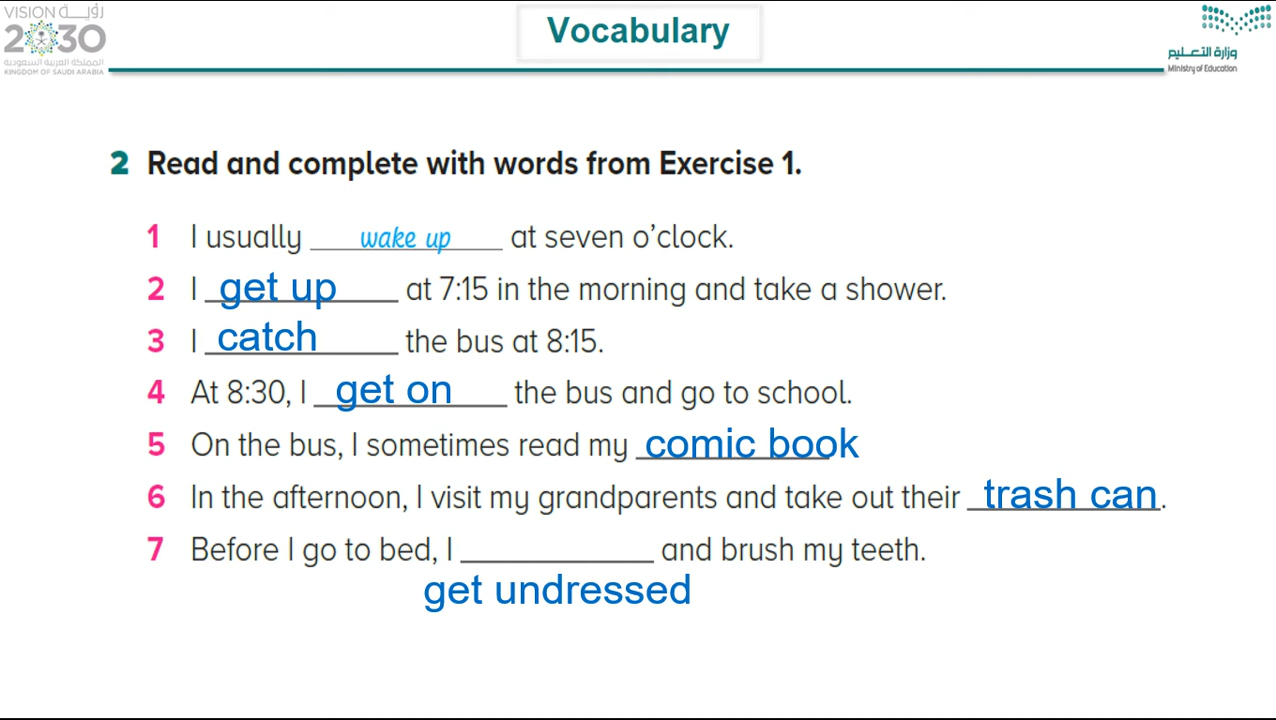 VISION رؤيــة
2030
المملكة العربية السعودية
KINGDOM OF SAUDI ARABIA
Vocabulary
وزارة التعليم
Ministry of Education
2 Read and complete with words from Exercise 1.
1 I usually wake up at seven o’clock.
2 I get up at 7:15 in the morning and take a shower.
3 I catch the bus at 8:15.
4 At 8:30, I get on the bus and go to school.
5 On the bus, I sometimes read my comic book
6 In the afternoon, I visit my grandparents and take out their trash can.
7 Before I go to bed, I ____________ and brush my teeth.
get undressed